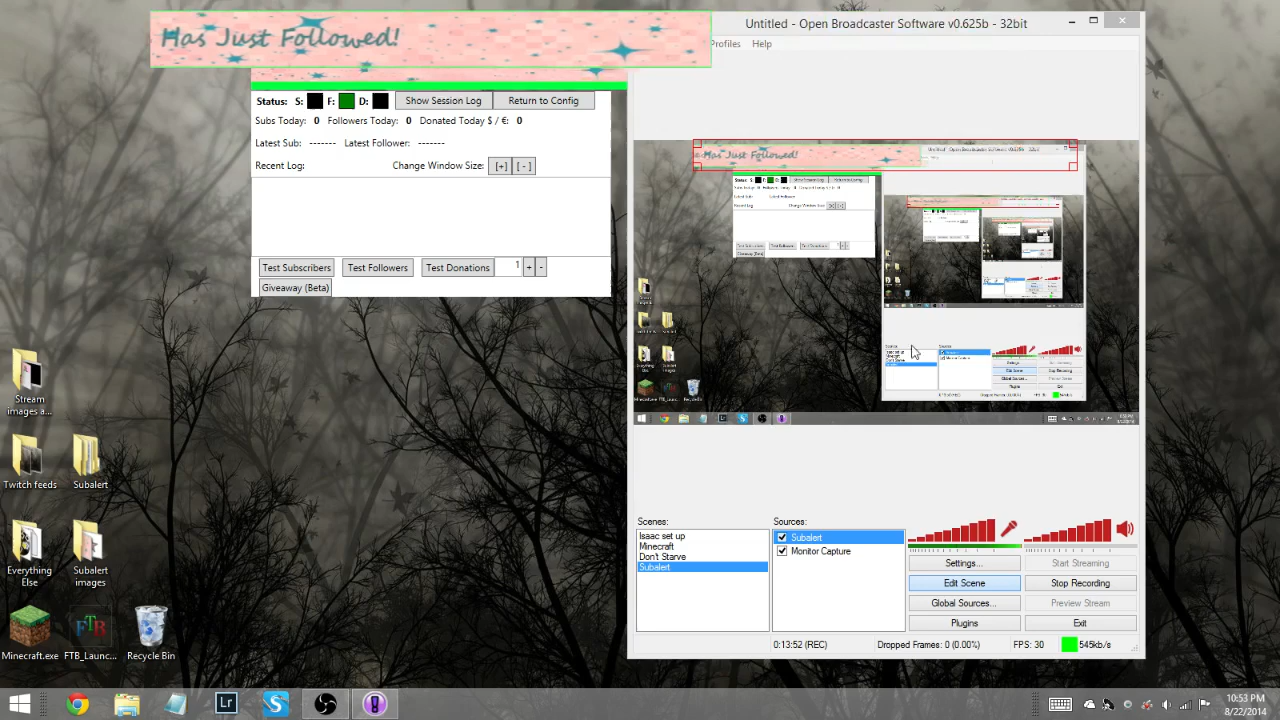 Has Just Followed!
Untitled - Open Broadcaster Software v0.625b - 32bit
Profiles Help
Status: S: F: D: Show Session Log Return to Config
Subs Today: 0 Followers Today: 0 Donated Today $ / €: 0
Latest Sub: ------- Latest Follower: -------
Recent Log: Change Window Size: [+] [ - ]
Test Subscribers Test Followers Test Donations 1 + -
Giveaway (Beta)
Has Just Followed!
Stream
images a...
Twitch feeds
Subalert
Everything
Else
Subalert
images
Minecraft.exe
FTB_Launc...
Recycle Bin
Scenes:
Isaac set up
Minecraft
Don't Starve
Subalert
Sources:
Subalert
Monitor Capture
Settings...
Start Streaming
Edit Scene
Stop Recording
Global Sources...
Preview Stream
Plugins
Exit
0:13:52 (REC) Dropped Frames: 0 (0.00%) FPS: 30 545kb/s
Lr
10:53 PM
8/22/2014